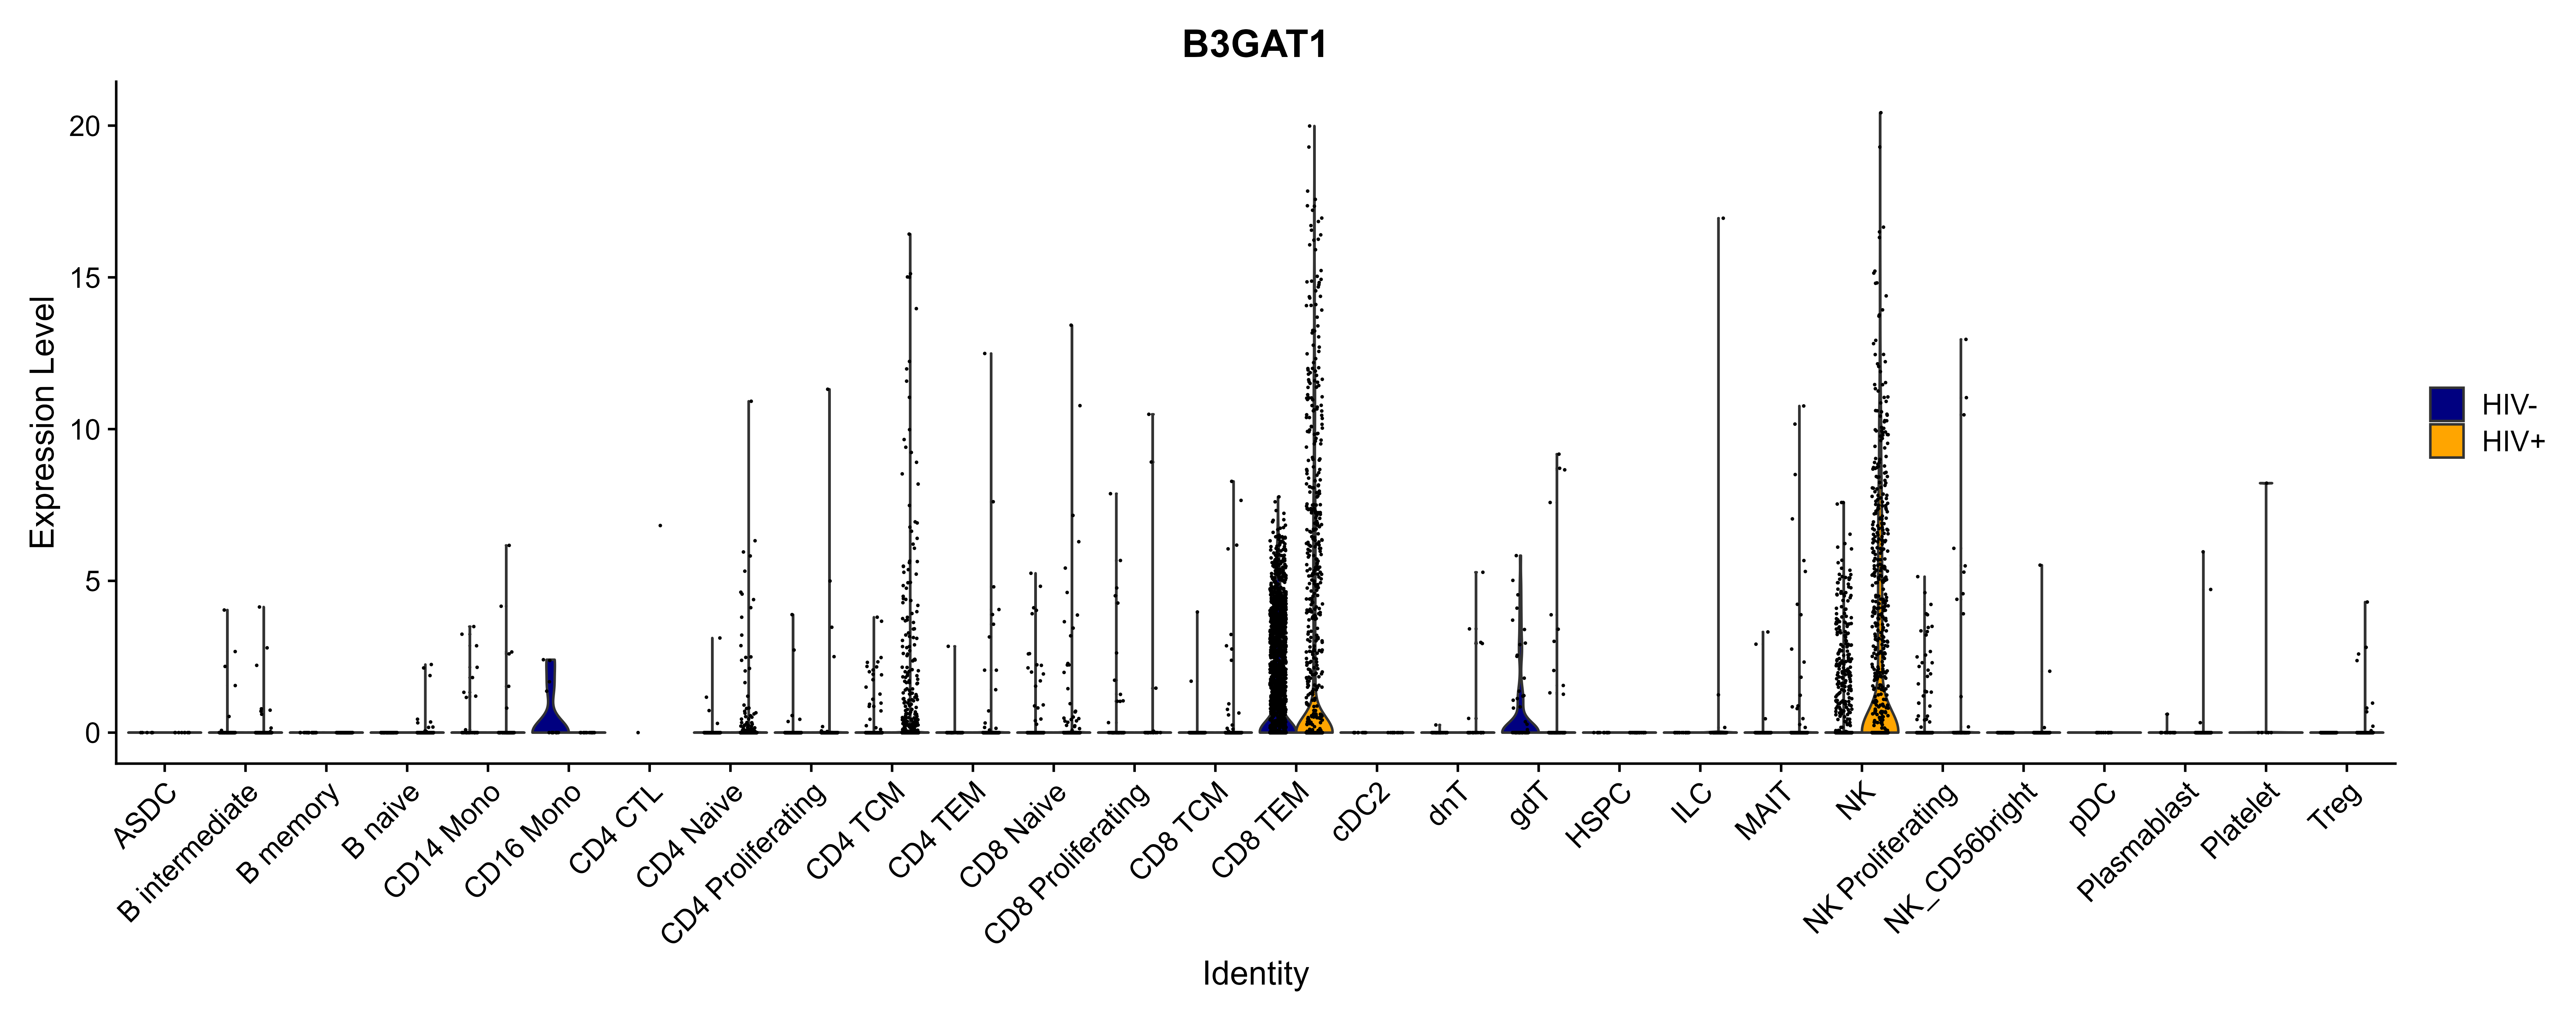 B3GAT1
Expression Level
20
15
10
5
0
ASDC
B intermediate
B memory
B naive
CD14 Mono
CD16 Mono
CD4 CTL
CD4 Naive
CD4 Proliferating
CD4 TCM
CD4 TEM
CD8 Naive
CD8 Proliferating
CD8 TCM
CD8 TEM
cDC2
dnT
gdT
HSPC
ILC
MAIT
NK
NK Proliferating
NK_CD56bright
pDC
Plasmablast
Platelet
Treg
Identity
HIV-
HIV+